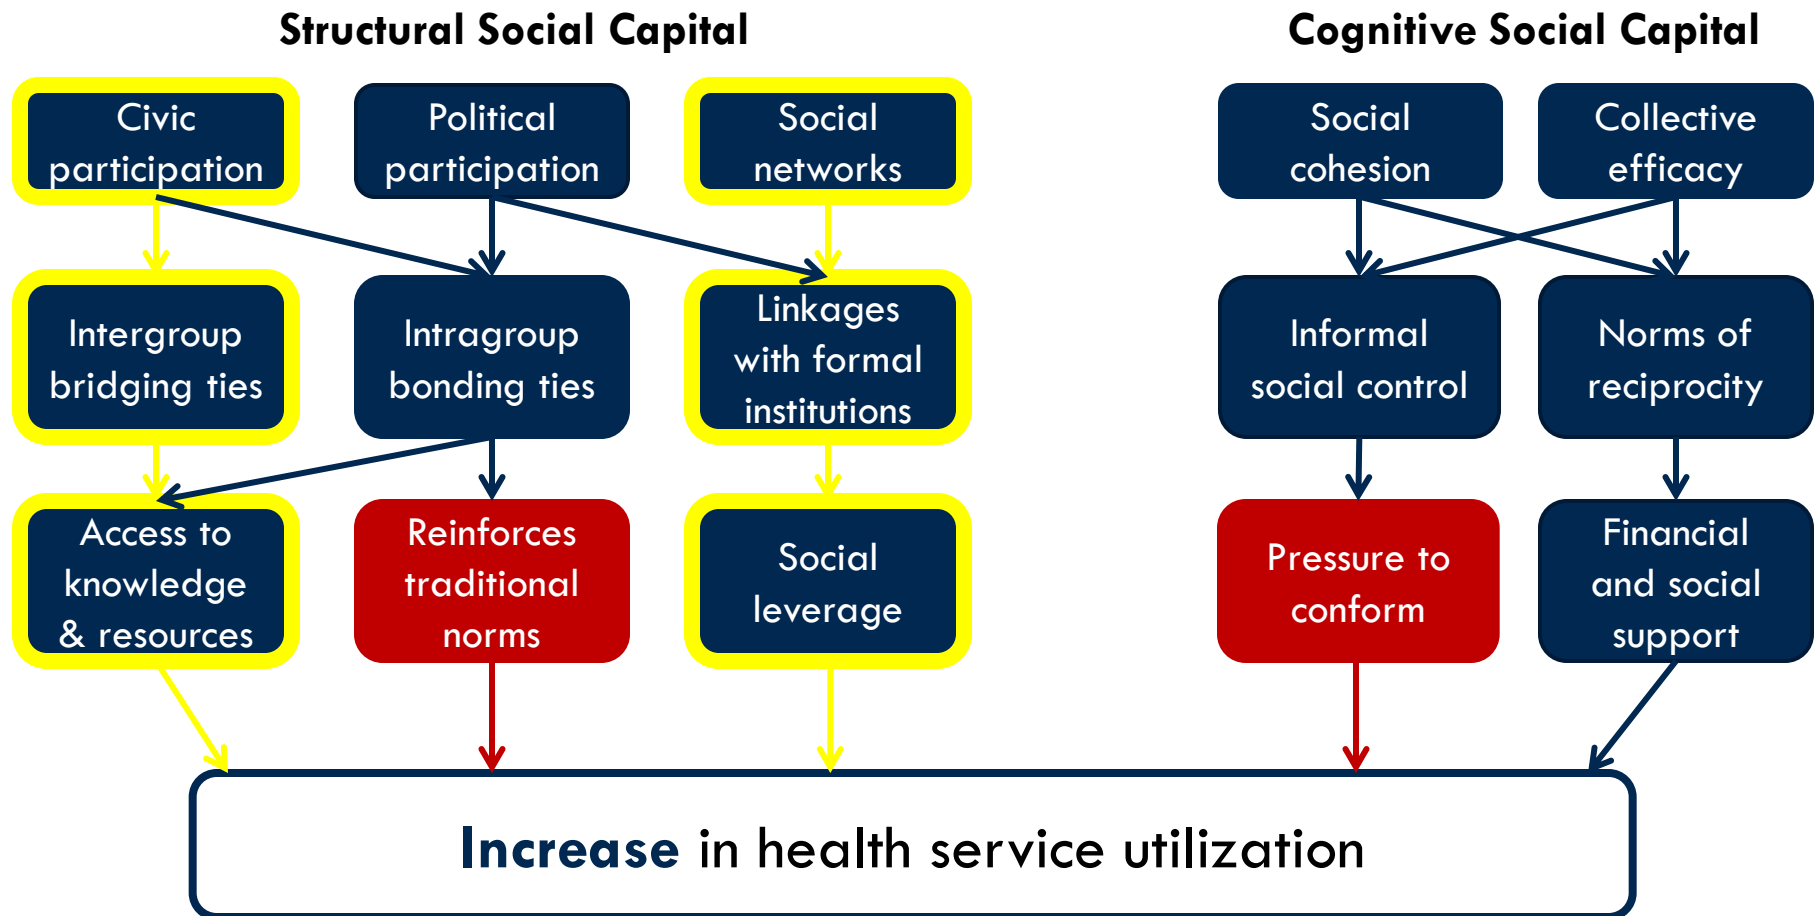 Structural Social Capital
Cognitive Social Capital
Civic
participation
Political
participation
Social
networks
Social
cohesion
Collective
efficacy
Intergroup
bridging ties
Intragroup
bonding ties
Linkages
with formal
institutions
Informal
social control
Norms of
reciprocity
Access to
knowledge
& resources
Reinforces
traditional
norms
Social
leverage
Pressure to
conform
Financial
and social
support
Increase in health service utilization